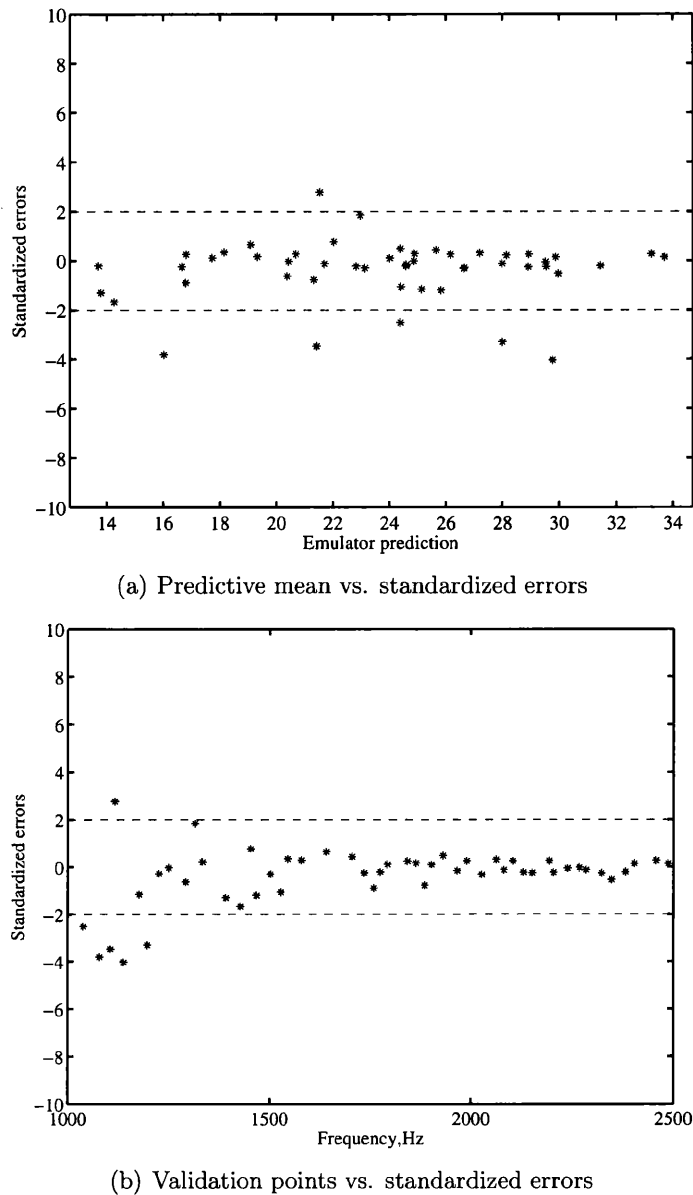 10
8
6
4
2
0
−2
−4
−6
−8
−10
Standardized errors
14 16 18 20 22 24 26 28 30 32 34
Emulator prediction
(a) Predictive mean vs. standardized errors
10
8
6
4
2
0
−2
−4
−6
−8
−10
Standardized errors
1000 1500 2000 2500
Frequency,Hz
(b) Validation points vs. standardized errors